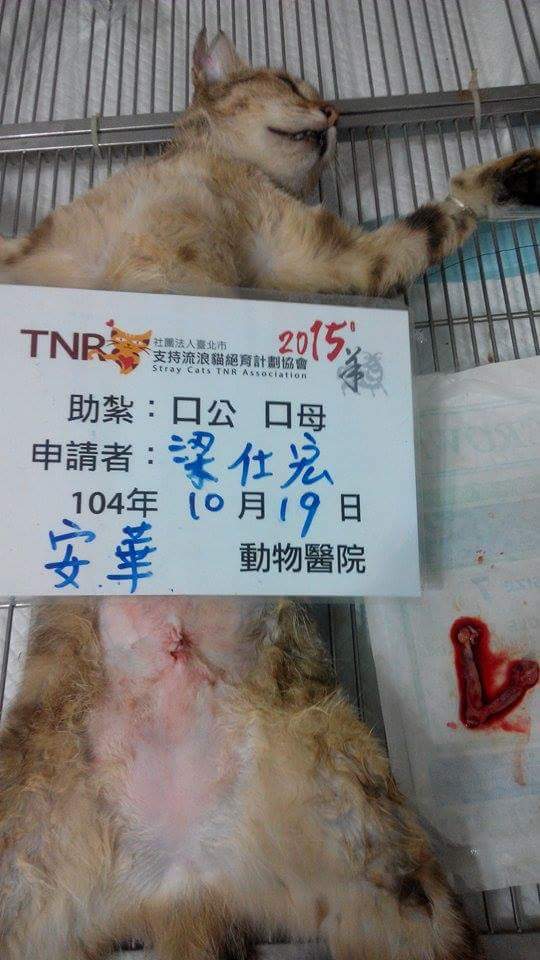 TNR
社團法人臺北市
支持流浪貓絕育計劃協會
Stray Cats TNR Association
2015'
羊
助紮：口公 口母
申請者：梁仕宏
104年 10月19日
安華 動物醫院